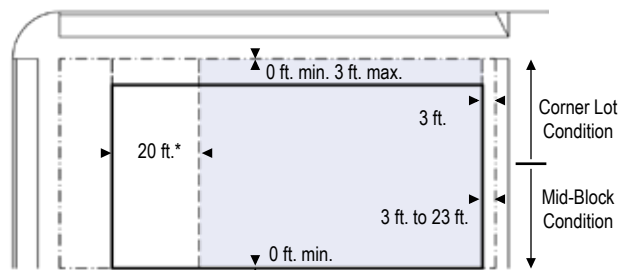 0 ft. min. 3 ft. max.
3 ft.
Corner Lot
Condition
20 ft.*
Mid-Block
Condition
3 ft. to 23 ft.
0 ft. min.